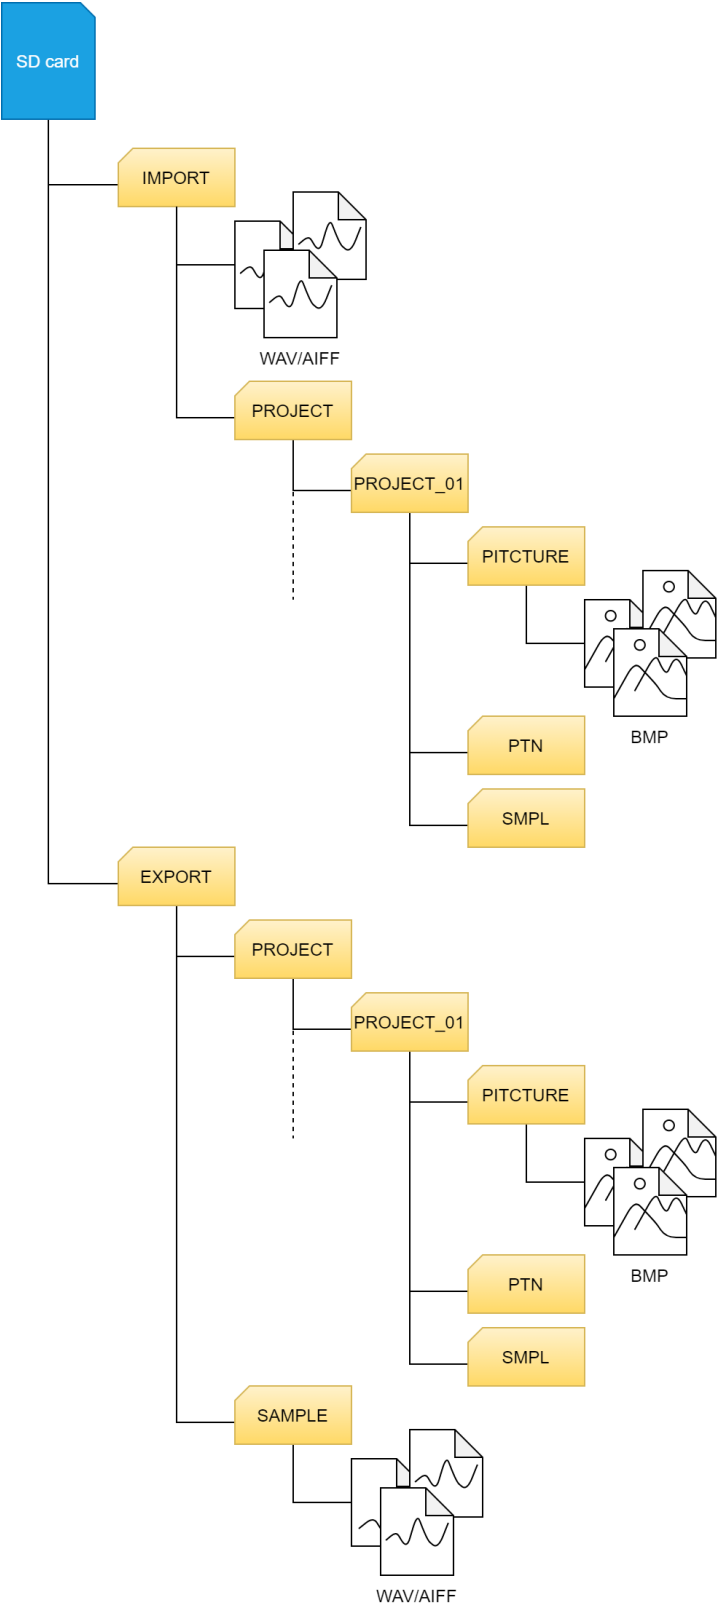 SD card
IMPORT
WAV/AIFF
PROJECT
PROJECT_01
PITCTURE
BMP
PTN
SMPL
EXPORT
PROJECT
PROJECT_01
PITCTURE
BMP
PTN
SMPL
SAMPLE
WAV/AIFF